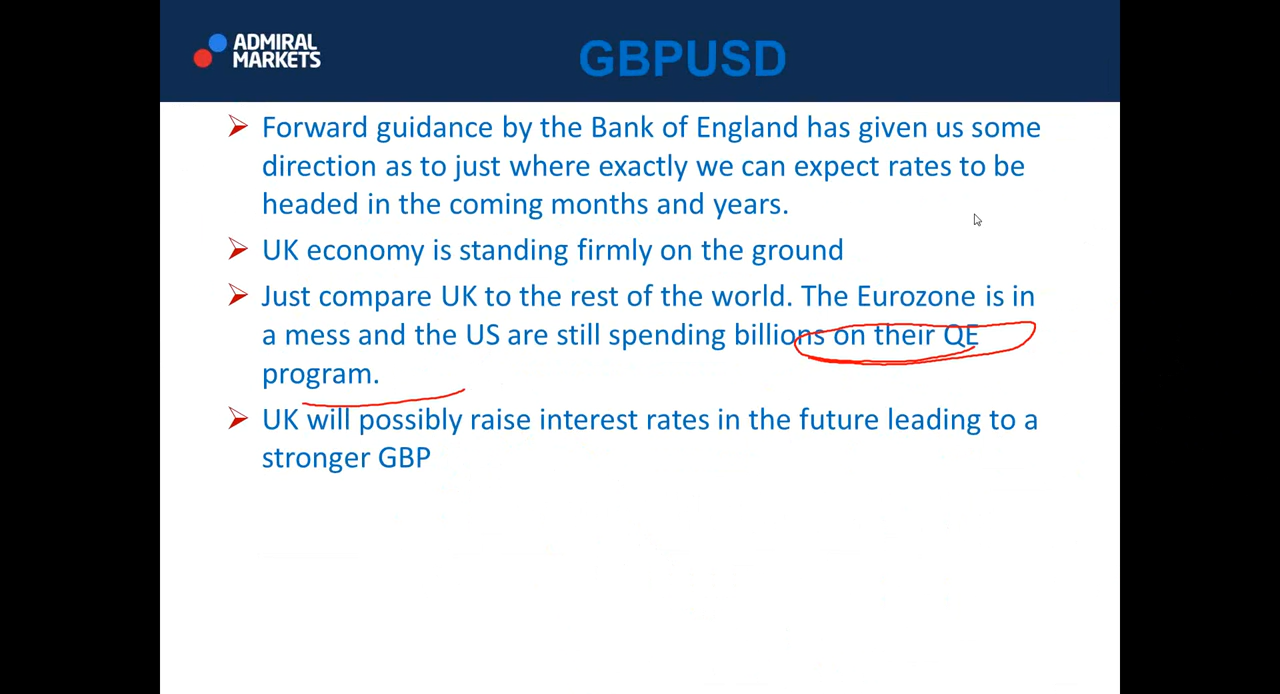 ADMIRAL
MARKETS
GBPUSD
Forward guidance by the Bank of England has given us some
direction as to just where exactly we can expect rates to be
headed in the coming months and years.
UK economy is standing firmly on the ground
Just compare UK to the rest of the world. The Eurozone is in
a mess and the US are still spending billions on their QE
program.
UK will possibly raise interest rates in the future leading to a
stronger GBP